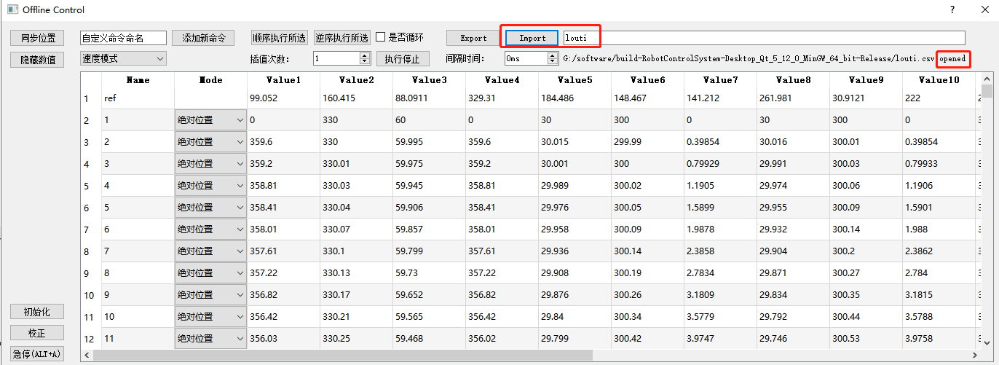 Offline Control ? ×
同步位置 自定义命令命名 添加新命令 顺序执行所选 逆序执行所选 是否循环 Export Import louti
隐藏数值 速度模式 插值次数: 1 执行停止 间隔时间: 0ms G:/software/build-RobotControlSystem-Desktop_Qt_5_12_0_MinGW_64_bit-Release/louti.csv opened
Name Mode Value1 Value2 Value3 Value4 Value5 Value6 Value7 Value8 Value9 Value10
1 ref 99.052 160.415 88.0911 329.31 184.486 148.467 141.212 261.981 30.9121 222 2
2 1 绝对位置 0 330 60 0 30 300 0 30 300 0 3
3 2 绝对位置 359.6 330 59.995 359.6 30.015 299.99 0.39854 30.016 300.01 0.39854 3
4 3 绝对位置 359.2 330.01 59.975 359.2 30.001 300 0.79929 29.991 300.03 0.79933 3
5 4 绝对位置 358.81 330.03 59.945 358.81 29.989 300.02 1.1905 29.974 300.06 1.1906 3
6 5 绝对位置 358.41 330.04 59.906 358.41 29.976 300.05 1.5899 29.955 300.09 1.5901 3
7 6 绝对位置 358.01 330.07 59.857 358.01 29.958 300.09 1.9878 29.932 300.14 1.988 3
8 7 绝对位置 357.61 330.1 59.799 357.61 29.936 300.14 2.3858 29.904 300.2 2.3862 3
9 8 绝对位置 357.22 330.13 59.73 357.22 29.908 300.19 2.7834 29.871 300.27 2.784 3
10 9 绝对位置 356.82 330.17 59.652 356.82 29.876 300.26 3.1809 29.834 300.35 3.1815 3
初始化 11 10 绝对位置 356.42 330.21 59.565 356.42 29.84 300.34 3.5779 29.792 300.44 3.5788 3
校正 12 11 绝对位置 356.03 330.25 59.468 356.02 29.799 300.42 3.9747 29.746 300.53 3.9758 3
急停(ALT+A)